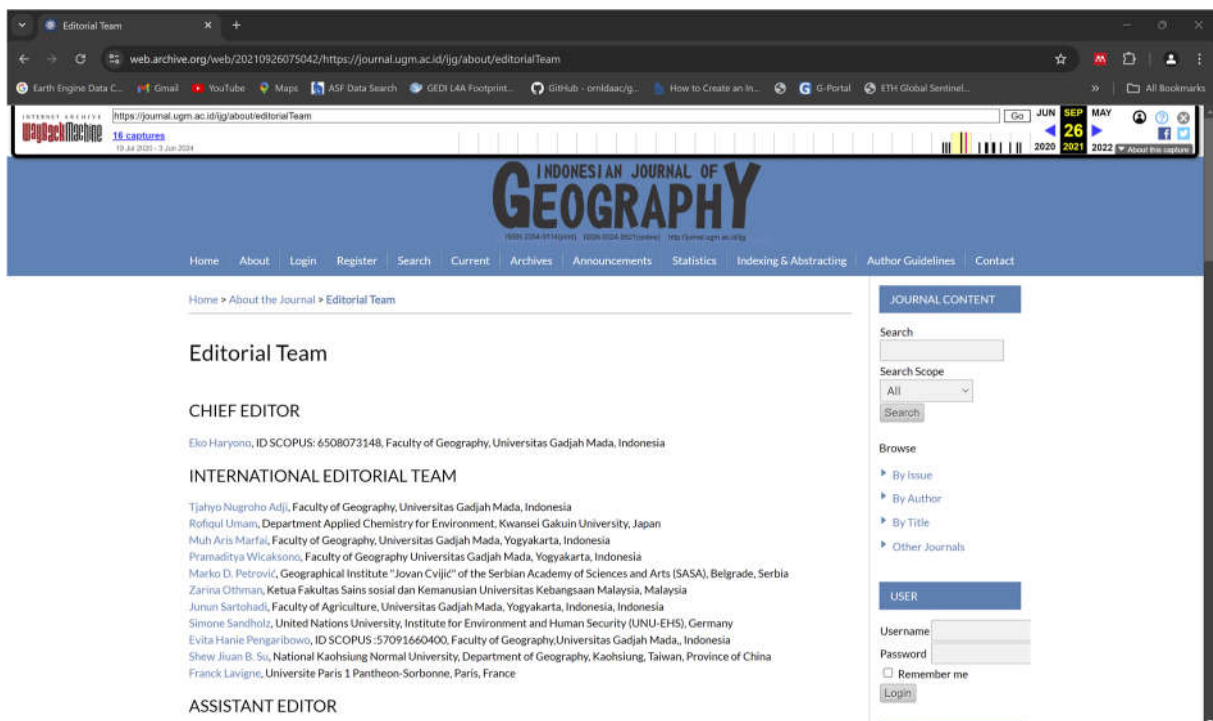 Editorial Team
web.archive.org/web/20210926075042/https://journal.ugm.ac.id/ijg/about/editorialTeam
Earth Engine Data C... Gmail YouTube Maps ASF Data Search GEDI L4A Footprint... GitHub - ornldaac/g... How to Create an In... G-Portal ETH Global Sentinel... All Bookmarks
INTERNET ARCHIVE
WayBackMachine
https://journal.ugm.ac.id/ijg/about/editorialTeam Go
JUN SEP MAY
16 captures
26
2020 2021 2022 About this capture
INDONESIAN JOURNAL OF
GEOGRAPHY
Home About Login Register Search Current Archives Announcements Statistics Indexing & Abstracting Author Guidelines Contact
Home > About the Journal > Editorial Team
Editorial Team
CHIEF EDITOR
Eko Haryono, ID SCOPUS: 6508073148, Faculty of Geography, Universitas Gadjah Mada, Indonesia
INTERNATIONAL EDITORIAL TEAM
Tjahyo Nugroho Adji, Faculty of Geography, Universitas Gadjah Mada, Indonesia
Rofiqul Umam, Department Applied Chemistry for Environment, Kwansei Gakuin University, Japan
Muh Aris Marfai, Faculty of Geography, Universitas Gadjah Mada, Yogyakarta, Indonesia
Pramaditya Wicaksono, Faculty of Geography Universitas Gadjah Mada, Yogyakarta, Indonesia
Marko D. Petrović, Geographical Institute "Jovan Cvijić" of the Serbian Academy of Sciences and Arts (SASA), Belgrade, Serbia
Zarina Othman, Ketua Fakultas Sains sosial dan Kemanusian Universitas Kebangsaan Malaysia, Malaysia
Junun Sartohadi, Faculty of Agriculture, Universitas Gadjah Mada, Yogyakarta, Indonesia, Indonesia
Simone Sandholz, United Nations University, Institute for Environment and Human Security (UNU-EHS), Germany
Evita Hanie Pengaribowo, ID SCOPUS :57091660400, Faculty of Geography,Universitas Gadjah Mada,, Indonesia
Shew Jiuan B. Su, National Kaohsiung Normal University, Department of Geography, Kaohsiung, Taiwan, Province of China
Franck Lavigne, Universite Paris 1 Pantheon-Sorbonne, Paris, France
ASSISTANT EDITOR
JOURNAL CONTENT
Search
Search Scope
All
Search
Browse
By Issue
By Author
By Title
Other Journals
USER
Username
Password
Remember me
Login